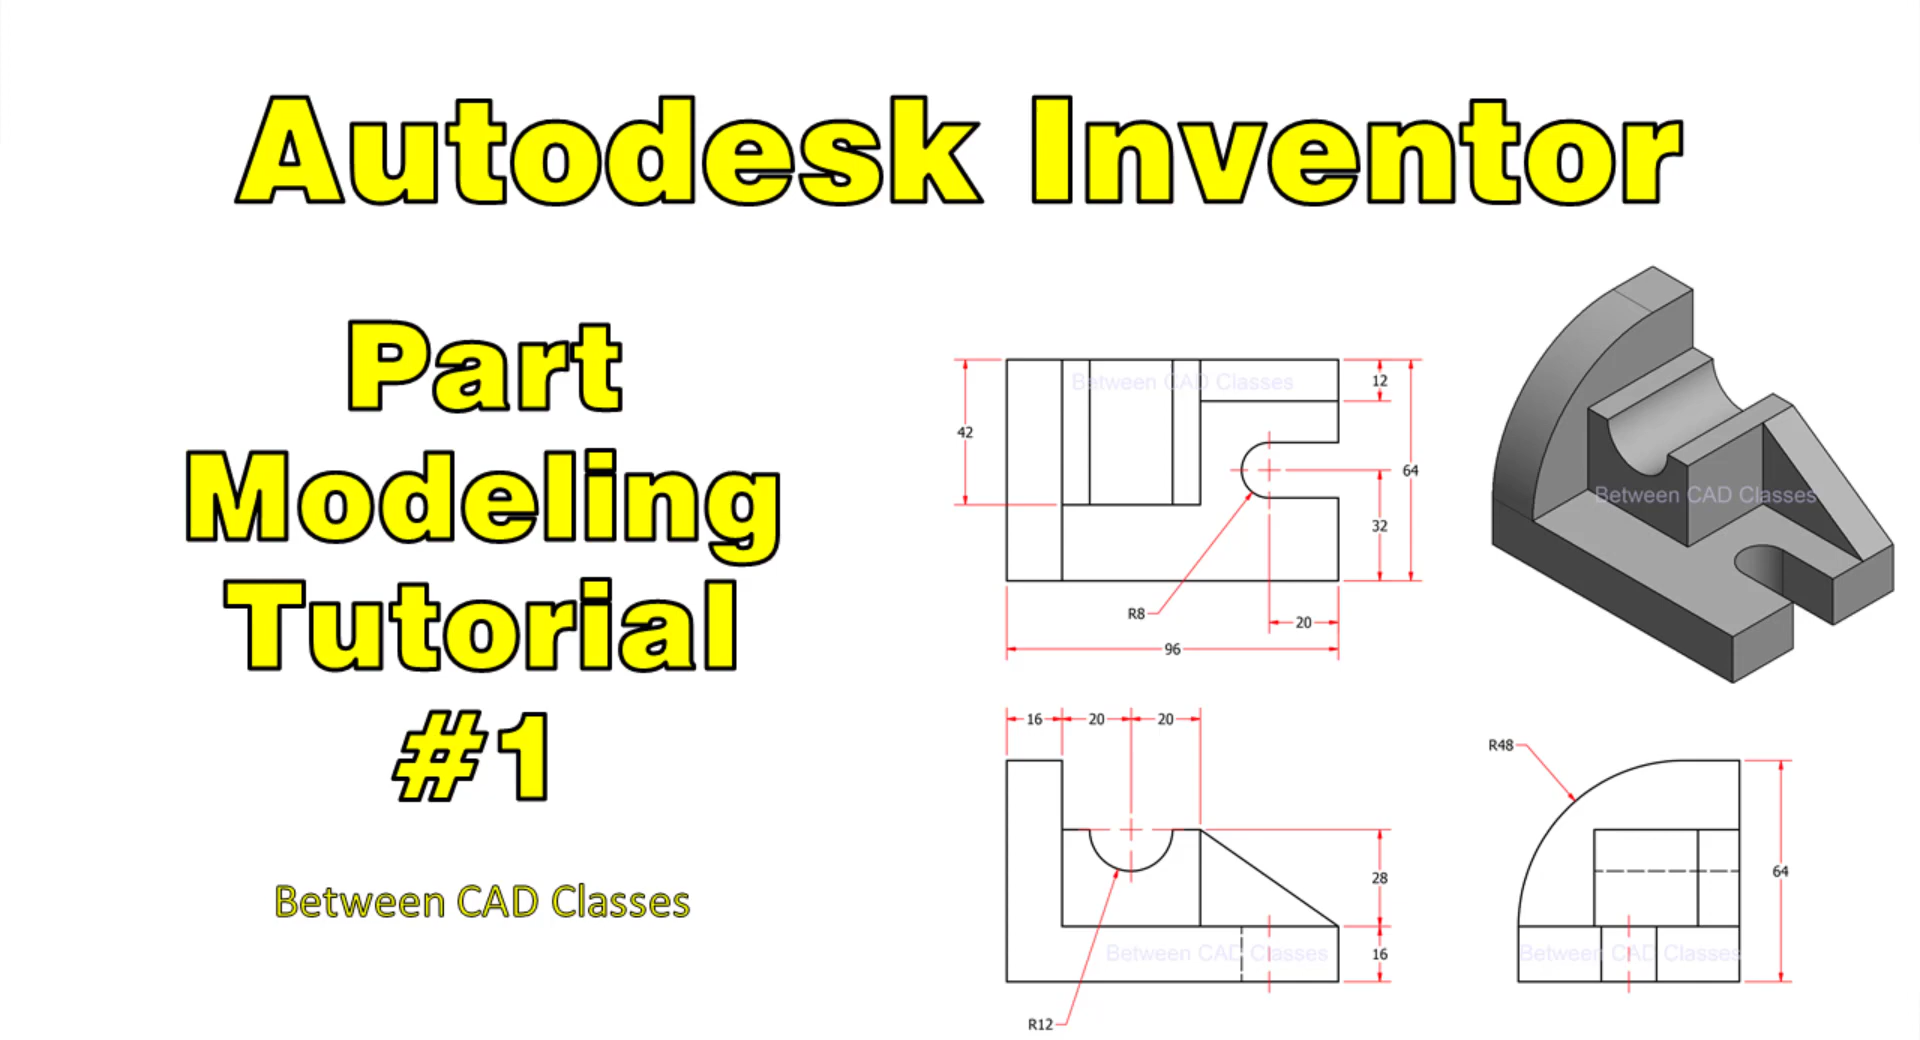 Autodesk Inventor
Part
Modeling
Tutorial
#1
Between CAD Classes
Between CAD Classes
12
42
64
32
R8
20
96
Between CAD Classes
16
20
20
28
16
Between CAD Classes
R12
R48
64
Between CAD Classes